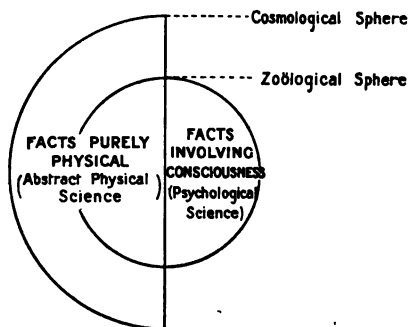 Cosmological Sphere
Zoölogical Sphere
FACTS PURELY
PHYSICAL
(Abstract Physical
Science)
FACTS
INVOLVING
CONSCIOUSNESS
(Psychological
Science)